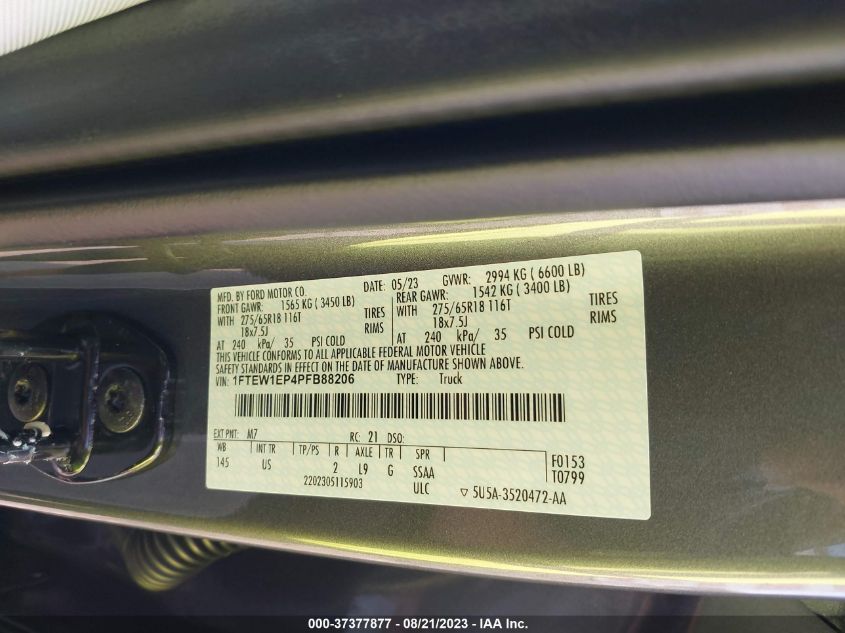 MFD. BY FORD MOTOR CO. DATE: 05/23 GVWR: 2994 KG ( 6600 LB)
FRONT GAWR: 1565 KG ( 3450 LB) REAR GAWR: 1542 KG ( 3400 LB)
WITH 275/65R18 116T TIRES WITH 275/65R18 116T TIRES
18x7.5J RIMS 18x7.5J RIMS
AT 240 kPa/ 35 PSI COLD AT 240 kPa/ 35 PSI COLD
THIS VEHICLE CONFORMS TO ALL APPLICABLE FEDERAL MOTOR VEHICLE
SAFETY STANDARDS IN EFFECT ON THE DATE OF MANUFACTURE SHOWN ABOVE.
VIN: 1FTEW1EP4PFB88206 TYPE: Truck
EXT PNT: M7 RC: 21 DSO:
WB INT TR TP/PS R AXLE TR SPR
145 US 2 L9 G SSAA
2202305115903 ULC
F0153
T0799
▽ 5U5A-3520472-AA
000-37377877 - 08/21/2023 - IAA Inc.